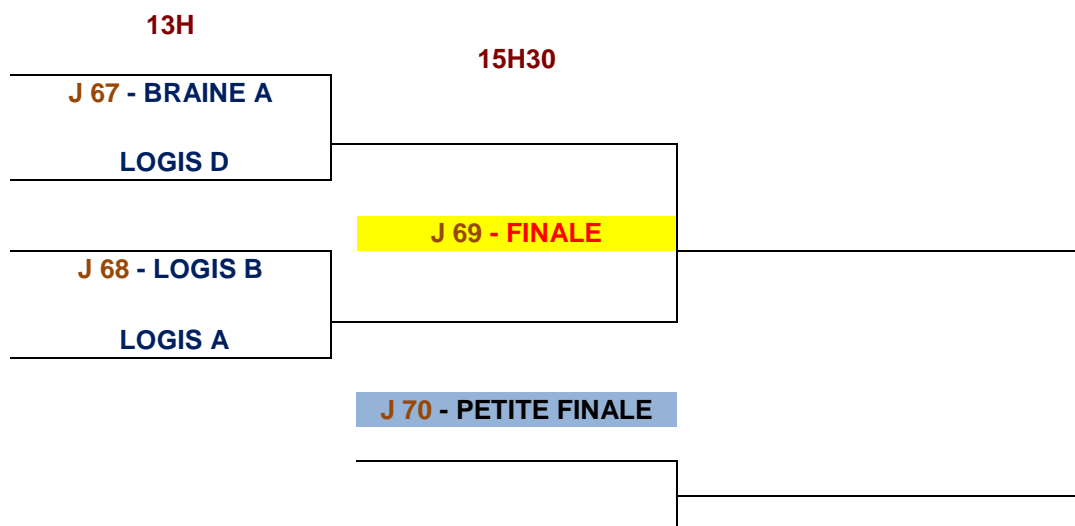 13H
15H30
J 67 - BRAINE A
LOGIS D
J 69 - FINALE
J 68 - LOGIS B
LOGIS A
J 70 - PETITE FINALE